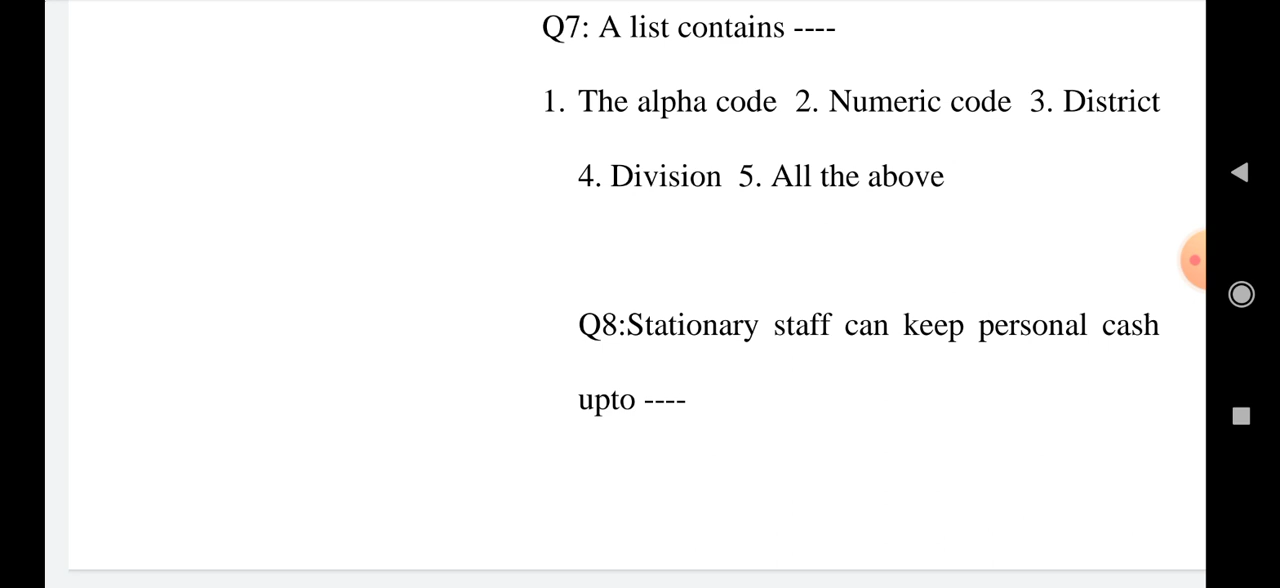 Q7: A list contains ----
1. The alpha code 2. Numeric code 3. District
4. Division 5. All the above
Q8:Stationary staff can keep personal cash
upto ----